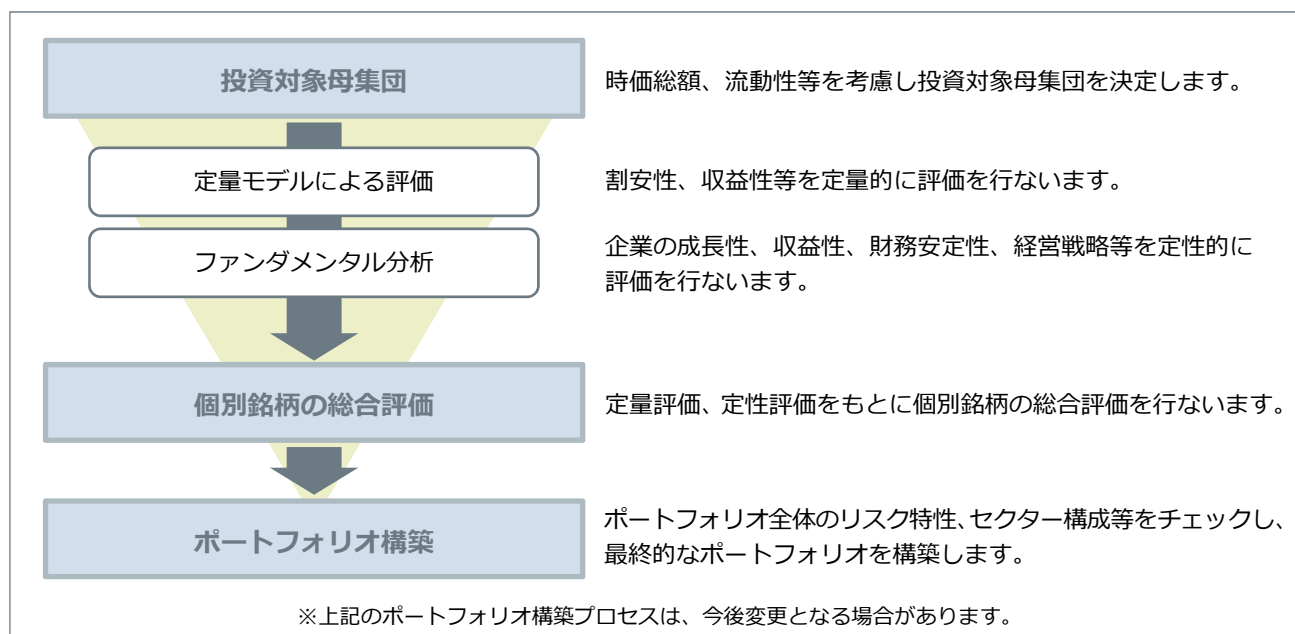 投資対象母集団
時価総額、流動性等を考慮し投資対象母集団を決定します。
定量モデルによる評価
割安性、収益性等を定量的に評価を行ないます。
ファンダメンタル分析
企業の成長性、収益性、財務安定性、経営戦略等を定性的に
評価を行ないます。
個別銘柄の総合評価
定量評価、定性評価をもとに個別銘柄の総合評価を行ないます。
ポートフォリオ構築
ポートフォリオ全体のリスク特性、セクター構成等をチェックし、
最終的なポートフォリオを構築します。
※上記のポートフォリオ構築プロセスは、今後変更となる場合があります。